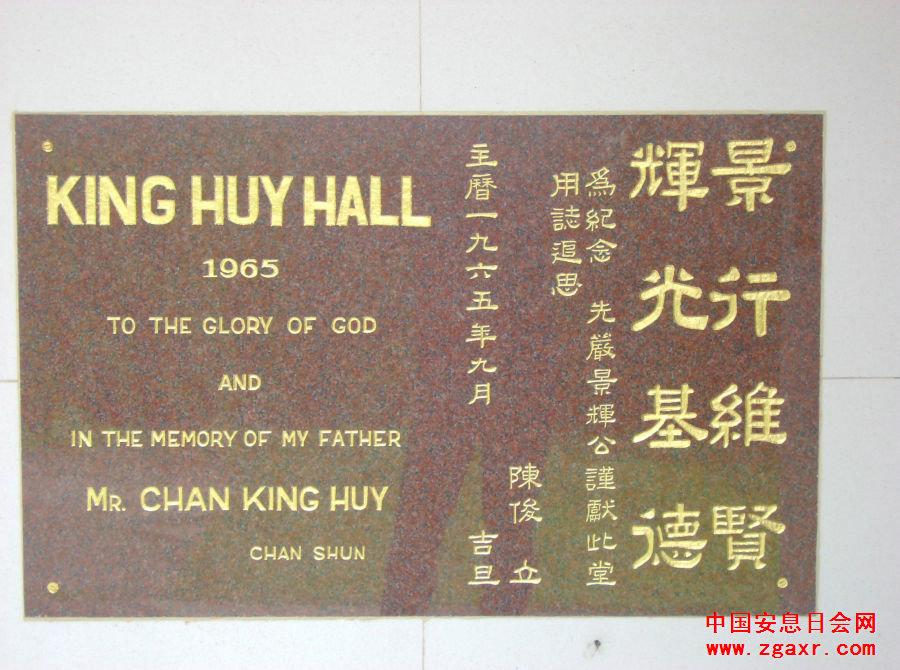 KING HUY HALL
1965
TO THE GLORY OF GOD
AND
IN THE MEMORY OF MY FATHER
MR. CHAN KING HUY
CHAN SHUN
景行維賢
輝光基德
為紀念 先嚴景輝公謹獻此堂
用誌追思
陳俊 立
主曆一九六五年九月 吉旦
中国安息日会网
www.zgaxr.com